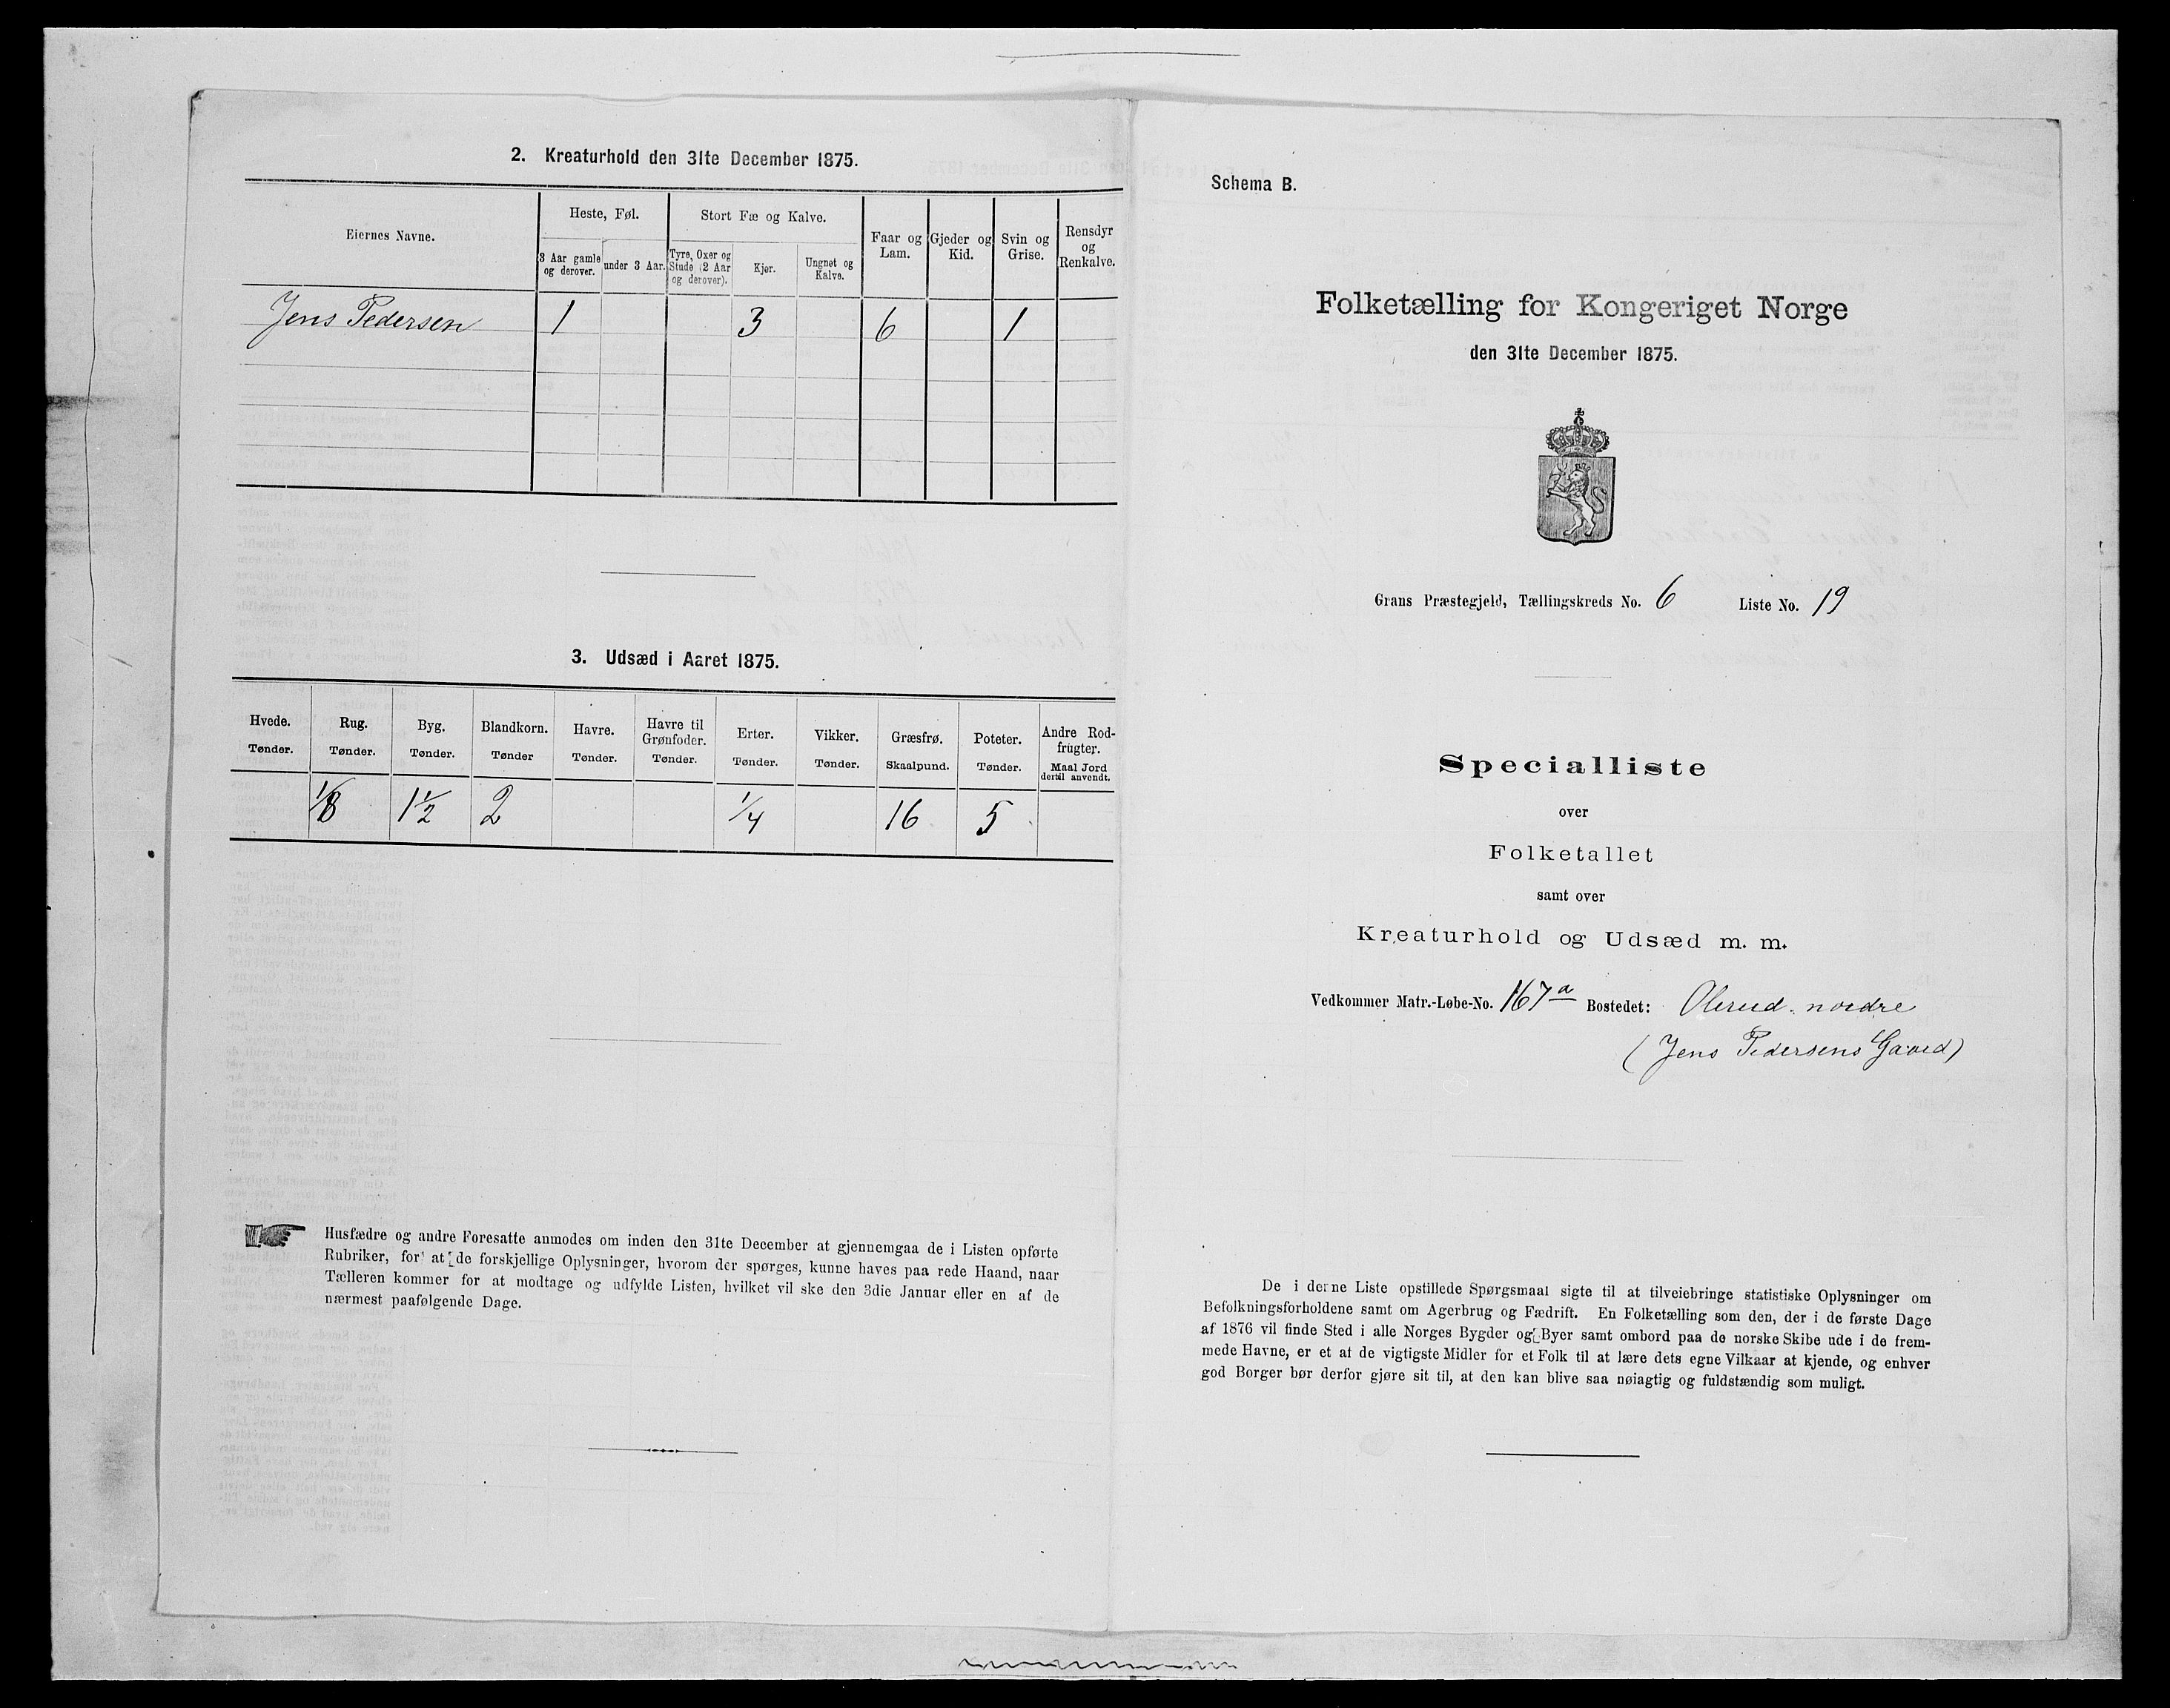 2. Kreaturhold den 31te December 1875.
Eiernes Navne.
Heste, Føl.
Stort Fæ og Kalve.
Faar og Lam.
Gjeder og Kid.
Svin og Grise.
Rensdyr og Renkalve.
3 Aar gamle og derover.
under 3 Aar.
Tyre, Oxer og Stude (2 Aar og derover).
Kjør.
Ungnøt og Kalve.
Jens Pedersen 1 3 6 1
3. Udsæd i Aaret 1875.
Hvede. Rug. Byg. Blandkorn. Havre. Havre til Grønfoder. Erter. Vikker. Græsfrø. Poteter. Andre Rodfrugter.
Tønder. Tønder. Tønder. Tønder Tønder. Tønder. Tønder. Tønder. Skaalpund. Tønder. Maal Jord dertil anvendt.
1/8 1 1/2 2 1/4 16 5
Husfædre og andre Foresatte anmodes om inden den 31te December at gjennemgaa de i Listen opførte
Rubriker, for at de forskjellige Oplysninger, hvorom der spørges, kunne haves paa rede Haand, naar
Tælleren kommer for at modtage og udfylde Listen, hvilket vil ske den 3die Januar eller en af de
nærmest paafølgende Dage.
Schema B.
Folketælling for Kongeriget Norge
den 31te December 1875.
Grans Præstegjeld, Tællingskreds No. 6 Liste No. 19
Specialliste
over
Folketallet
samt over
Kreaturhold og Udsæd m. m.
Vedkommer Matr.-Løbe-No. 167a Bostedet: Olerud nordre
(Jens Pedersens Gaard)
De i denne Liste opstillede Spørgsmaal sigte til at tilveiebringe statistiske Oplysninger om
Befolkningsforholdene samt om Agerbrug og Fædrift. En Folketælling som den, der i de første Dage
af 1876 vil finde Sted i alle Norges Bygder og Byer samt ombord paa de norske Skibe ude i de frem-
mede Havne, er et af de vigtigste Midler for et Folk til at lære dets egne Vilkaar at kjende, og enhver
god Borger bør derfor gjøre sit til, at den kan blive saa nøiagtig og fuldstændig som muligt.